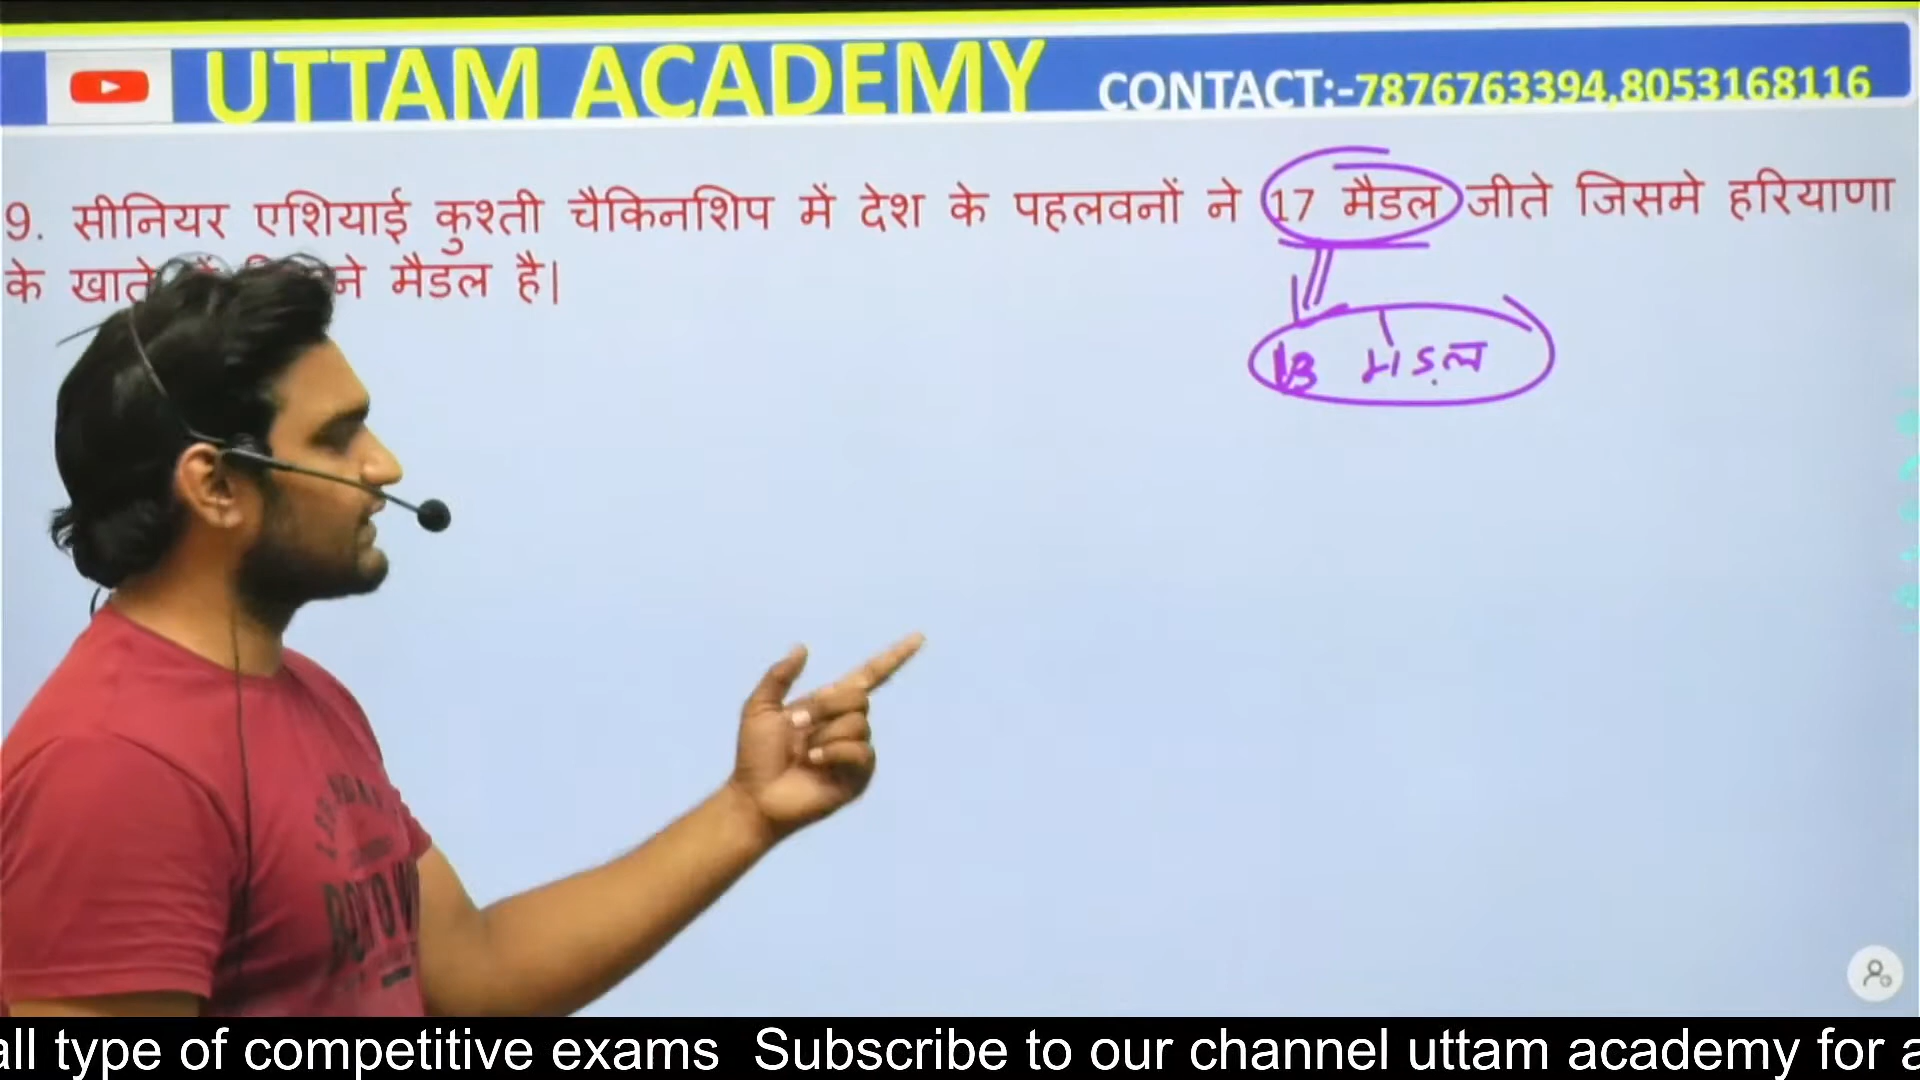 UTTAM ACADEMY CONTACT:-7876763394,8053168116
9. सीनियर एशियाई कुश्ती चैकिनशिप में देश के पहलवनों ने 17 मैडल जीते जिसमे हरियाणा
के खाते मैडल है|
13 मेडल
all type of competitive exams Subscribe to our channel uttam academy for a